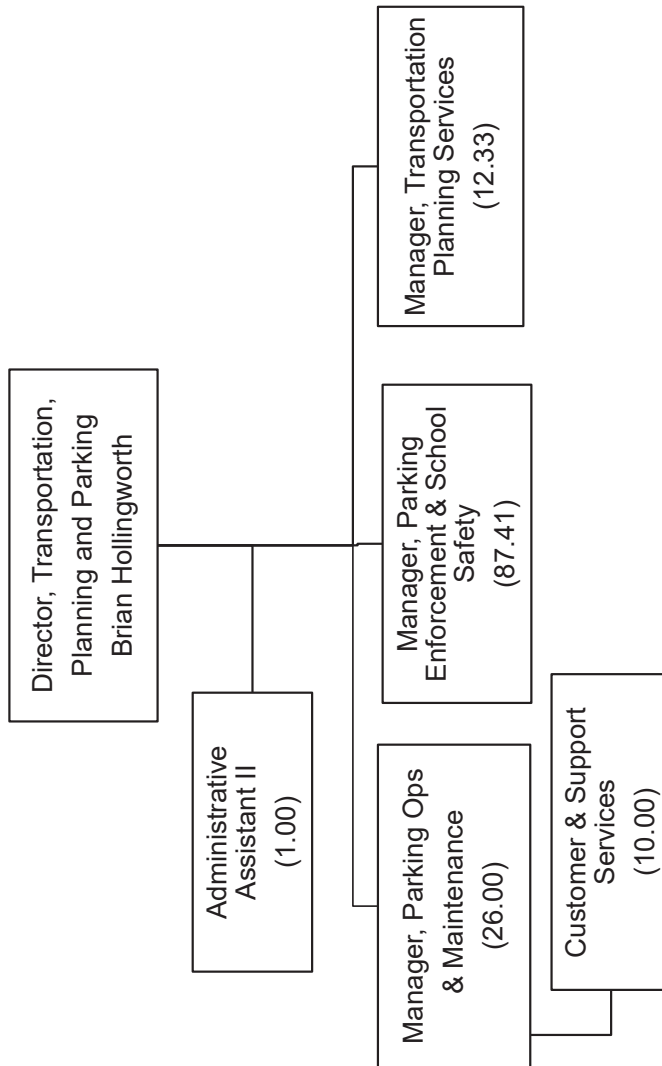 Director, Transportation,
Planning and Parking
Brian Hollingworth
Administrative
Assistant II
(1.00)
Manager, Parking Ops
& Maintenance
(26.00)
Manager, Parking
Enforcement & School
Safety
(87.41)
Manager, Transportation
Planning Services
(12.33)
Customer & Support
Services
(10.00)